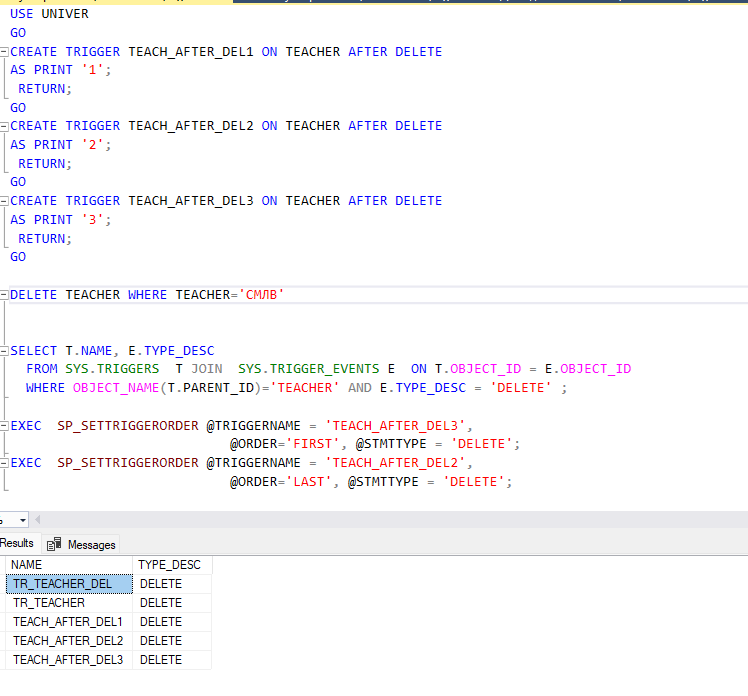 USE UNIVER
GO
CREATE TRIGGER TEACH_AFTER_DEL1 ON TEACHER AFTER DELETE
AS PRINT '1';
RETURN;
GO
CREATE TRIGGER TEACH_AFTER_DEL2 ON TEACHER AFTER DELETE
AS PRINT '2';
RETURN;
GO
CREATE TRIGGER TEACH_AFTER_DEL3 ON TEACHER AFTER DELETE
AS PRINT '3';
RETURN;
GO
DELETE TEACHER WHERE TEACHER='СМЛВ'
SELECT T.NAME, E.TYPE_DESC
FROM SYS.TRIGGERS T JOIN SYS.TRIGGER_EVENTS E ON T.OBJECT_ID = E.OBJECT_ID
WHERE OBJECT_NAME(T.PARENT_ID)='TEACHER' AND E.TYPE_DESC = 'DELETE' ;
EXEC SP_SETTRIGGERORDER @TRIGGERNAME = 'TEACH_AFTER_DEL3',
@ORDER='FIRST', @STMTTYPE = 'DELETE';
EXEC SP_SETTRIGGERORDER @TRIGGERNAME = 'TEACH_AFTER_DEL2',
@ORDER='LAST', @STMTTYPE = 'DELETE';
Results Messages
NAME TYPE_DESC
TR_TEACHER_DEL DELETE
TR_TEACHER DELETE
TEACH_AFTER_DEL1 DELETE
TEACH_AFTER_DEL2 DELETE
TEACH_AFTER_DEL3 DELETE